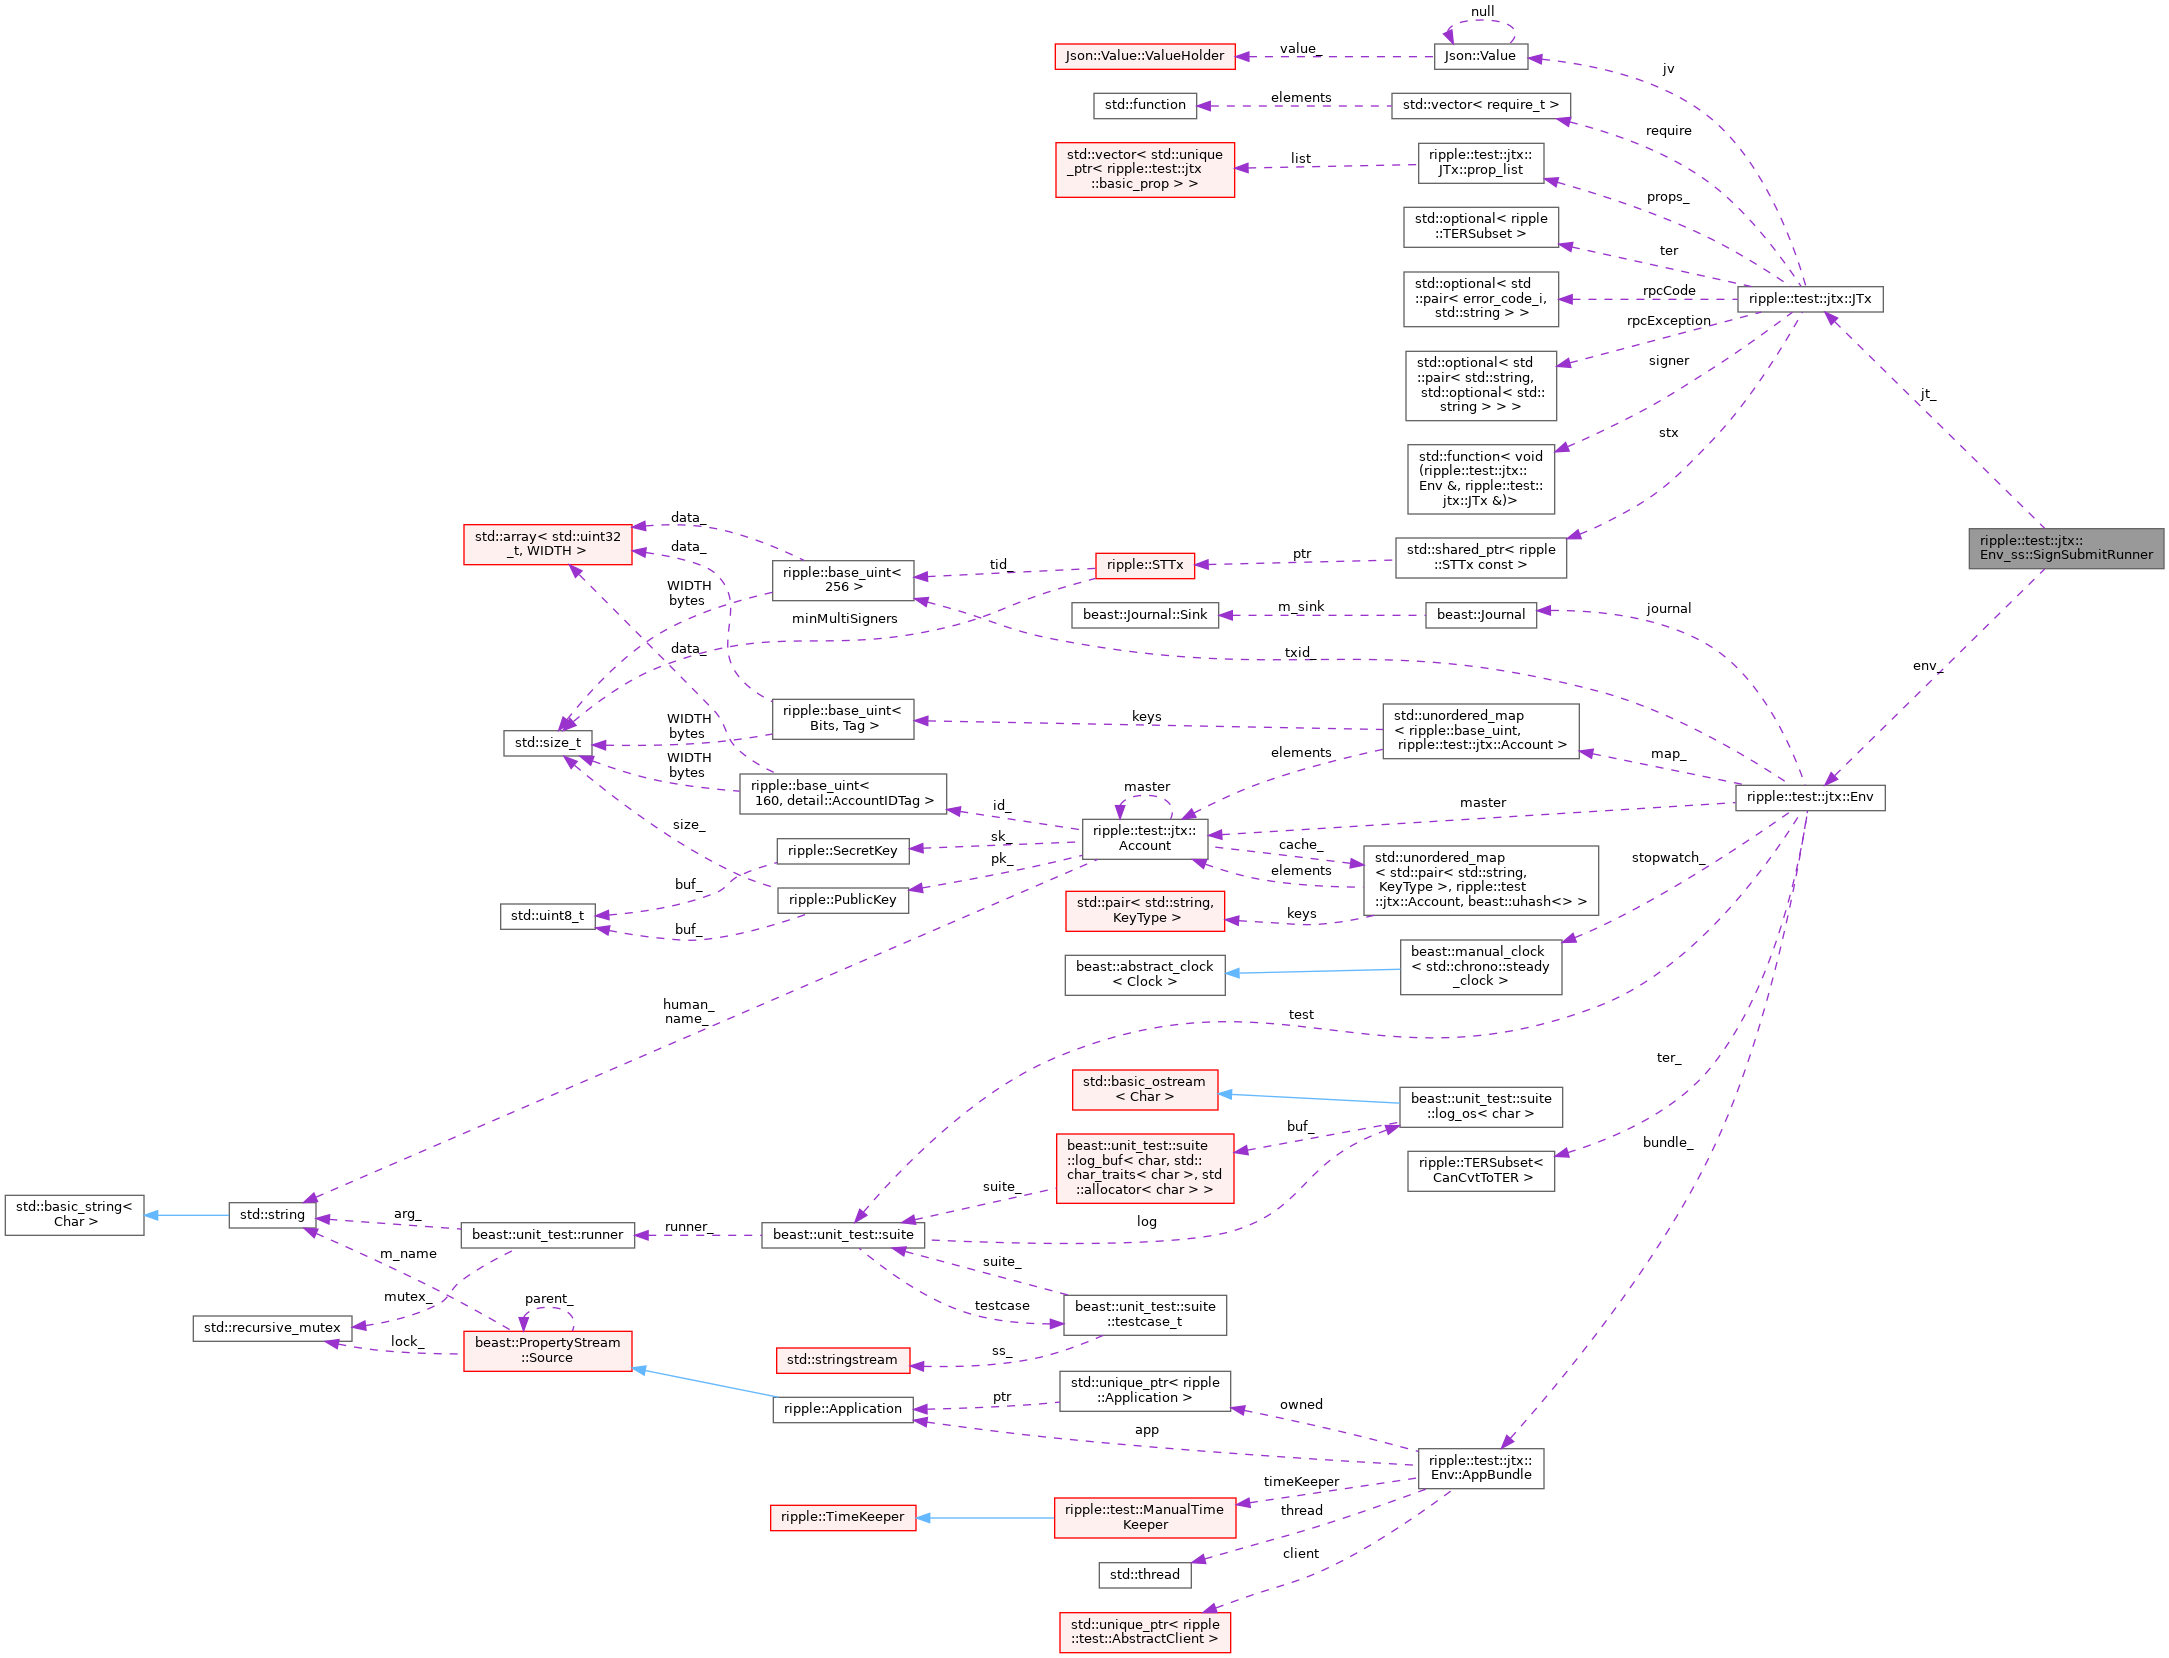 null
Json::Value::ValueHolder
value_
Json::Value
jv
std::function
elements
std::vector< require_t >
require
std::vector< std::unique
_ptr< ripple::test::jtx
::basic_prop > >
list
ripple::test::jtx::
JTx::prop_list
props_
std::optional< ripple
::TERSubset >
ter
std::optional< std
::pair< error_code_i,
std::string > >
rpcCode
ripple::test::jtx::JTx
rpcException
std::optional< std
::pair< std::string,
std::optional< std::
string > > >
signer
jt_
std::function< void
(ripple::test::jtx::
Env &, ripple::test::
jtx::JTx &)>
stx
std::array< std::uint32
_t, WIDTH >
data_
data_
ripple::base_uint<
256 >
tid_
ripple::STTx
ptr
std::shared_ptr< ripple
::STTx const >
ripple::test::jtx::
Env_ss::SignSubmitRunner
WIDTH
bytes
minMultiSigners
beast::Journal::Sink
m_sink
beast::Journal
journal
data_
txid_
env_
std::size_t
WIDTH
bytes
ripple::base_uint<
Bits, Tag >
keys
std::unordered_map
< ripple::base_uint,
ripple::test::jtx::Account >
map_
elements
WIDTH
bytes
ripple::base_uint<
160, detail::AccountIDTag >
id_
master
master
ripple::test::jtx::Env
size_
ripple::SecretKey
sk_
ripple::test::jtx::
Account
cache_
elements
std::unordered_map
< std::pair< std::string,
KeyType >, ripple::test
::jtx::Account, beast::uhash<> >
stopwatch_
pk_
std::uint8_t
buf_
buf_
ripple::PublicKey
std::pair< std::string,
KeyType >
keys
beast::abstract_clock
< Clock >
beast::manual_clock
< std::chrono::steady
_clock >
human_
name_
test
std::basic_ostream
< Char >
beast::unit_test::suite
::log_os< char >
ter_
buf_
beast::unit_test::suite
::log_buf< char, std::
char_traits< char >, std
::allocator< char > >
ripple::TERSubset<
CanCvtToTER >
bundle_
suite_
log
std::basic_string<
Char >
std::string
arg_
beast::unit_test::runner
runner_
beast::unit_test::suite
m_name
suite_
mutex_
parent_
testcase
beast::unit_test::suite
::testcase_t
std::recursive_mutex
lock_
beast::PropertyStream
::Source
std::stringstream
ss_
ripple::Application
ptr
std::unique_ptr< ripple
::Application >
owned
app
ripple::test::jtx::
Env::AppBundle
timeKeeper
ripple::TimeKeeper
ripple::test::ManualTime
Keeper
thread
std::thread
client
std::unique_ptr< ripple
::test::AbstractClient >